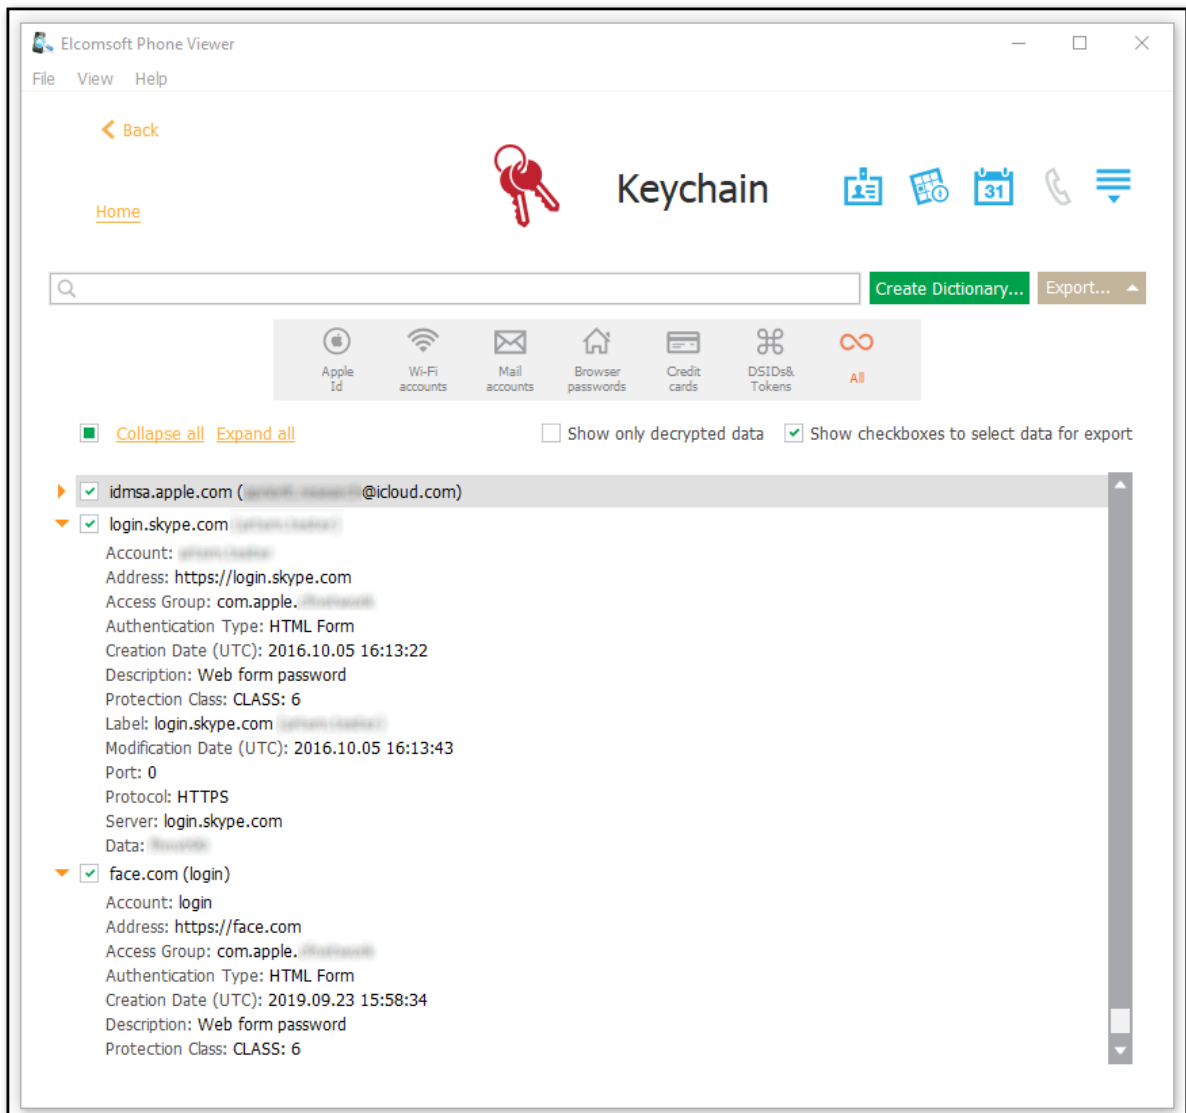 Elcomsoft Phone Viewer
File View Help
Back
Keychain
31
Home
Create Dictionary... Export...
Apple Id
Wi-Fi accounts
Mail accounts
Browser passwords
Credit cards
DSIDs& Tokens
All
Collapse all Expand all Show only decrypted data Show checkboxes to select data for export
idmsa.apple.com ( @icloud.com)
login.skype.com
Account:
Address: https://login.skype.com
Access Group: com.apple.
Authentication Type: HTML Form
Creation Date (UTC): 2016.10.05 16:13:22
Description: Web form password
Protection Class: CLASS: 6
Label: login.skype.com
Modification Date (UTC): 2016.10.05 16:13:43
Port: 0
Protocol: HTTPS
Server: login.skype.com
Data:
face.com (login)
Account: login
Address: https://face.com
Access Group: com.apple.
Authentication Type: HTML Form
Creation Date (UTC): 2019.09.23 15:58:34
Description: Web form password
Protection Class: CLASS: 6